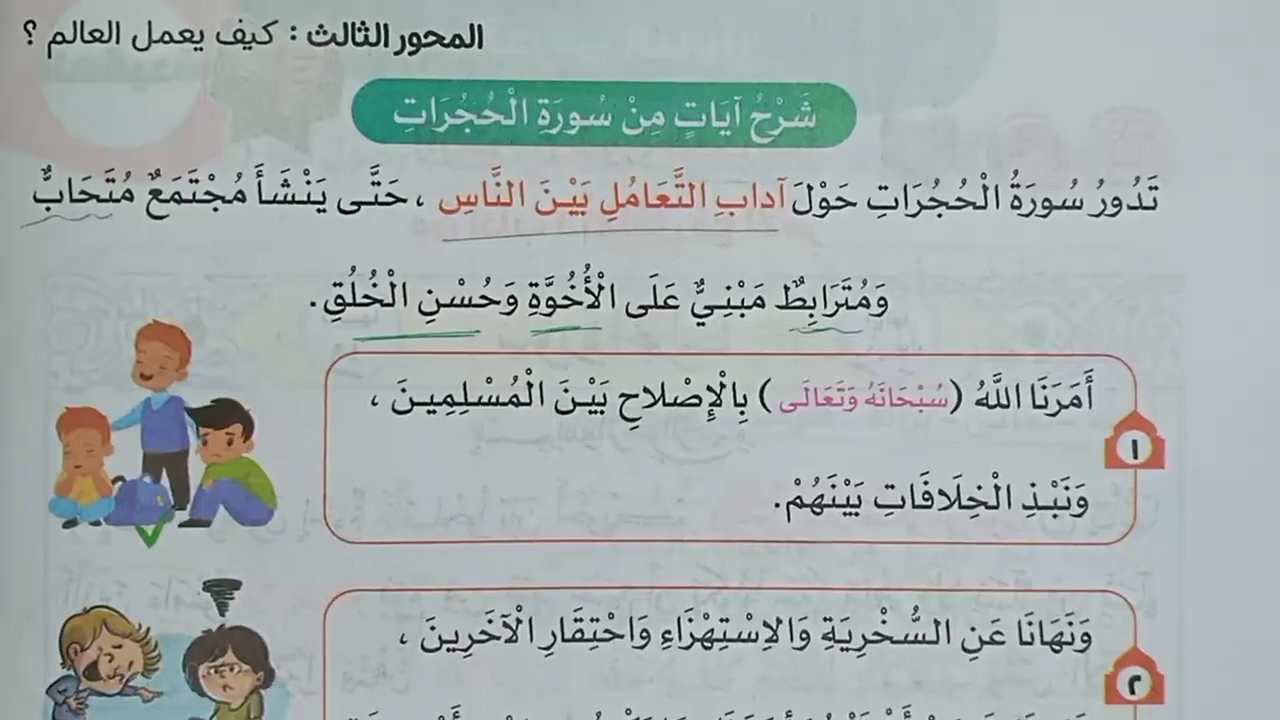 المحور الثالث : كيف يعمل العالم ؟
شَرْحُ آيَاتٍ مِنْ سُورَةِ الْحُجُرَاتِ
تَدُورُ سُورَةُ الْحُجُرَاتِ حَوْلَ آدَابِ التَّعَامُلِ بَيْنَ النَّاسِ ، حَتَّى يَنْشَأَ مُجْتَمَعٌ مُتَحَابٌّ
وَمُتَرَابِطٌ مَبْنِيٌّ عَلَى الْأُخُوَّةِ وَحُسْنِ الْخُلُقِ .
١
أَمَرَنَا اللَّهُ (سُبْحَانَهُ وَتَعَالَى) بِالْإِصْلَاحِ بَيْنَ الْمُسْلِمِينَ ،
وَنَبْذِ الْخِلَافَاتِ بَيْنَهُمْ.
٢
وَنَهَانَا عَنِ السُّخْرِيَةِ وَالِاسْتِهْزَاءِ وَاحْتِقَارِ الْآخَرِينَ ،